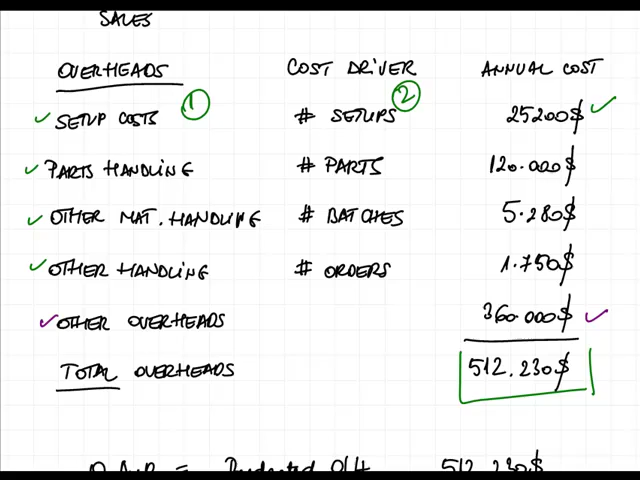 SALES
OVERHEADS COST DRIVER ANNUAL COST
SETUP COSTS 1 # SETUPS 2 25200$
PARTS HANDLING # PARTS 120.000$
OTHER MAT. HANDLING # BATCHES 5.280$
OTHER HANDLING # ORDERS 1.750$
OTHER OVERHEADS 360.000$
TOTAL OVERHEADS 512.230$
= 512.230$